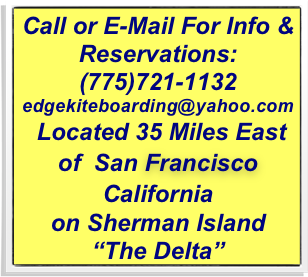 Call or E-Mail For Info &
Reservations:
(775)721-1132
edgekiteboarding@yahoo.com
Located 35 Miles East
of San Francisco
California
on Sherman Island
“The Delta”